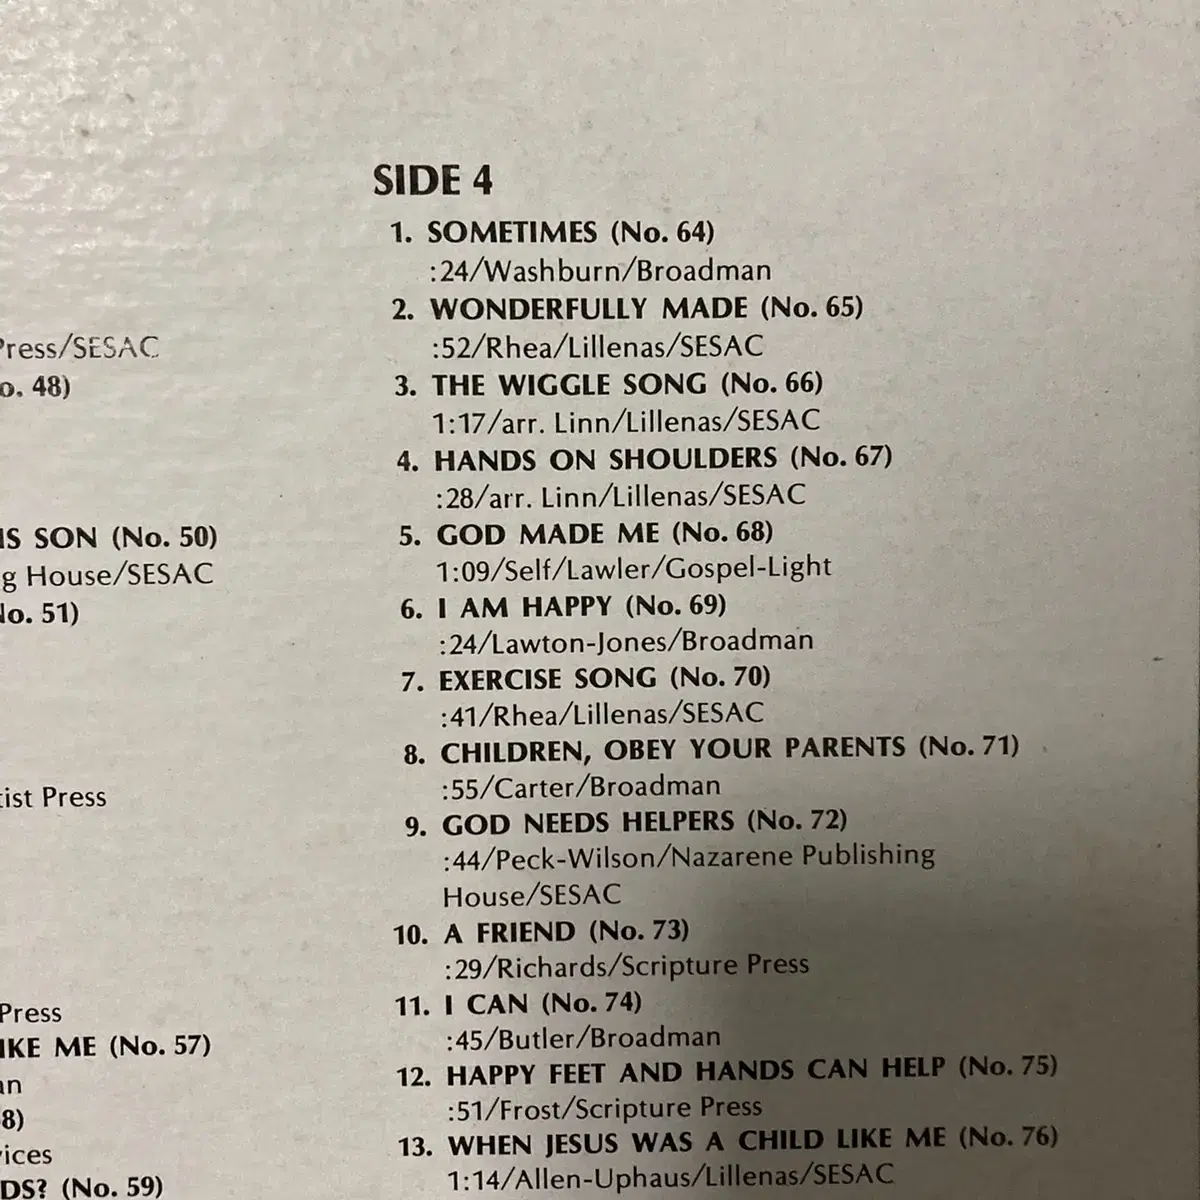 Press/SESAC
48)
SON (No. 50)
House/SESAC
51)
Press
Press
ME (No. 57)
(No. 59)
SIDE 4
1. SOMETIMES (No. 64)
:24/Washburn/Broadman
2. WONDERFULLY MADE (No. 65)
:52/Rhea/Lillenas/SESAC
3. THE WIGGLE SONG (No. 66)
1:17/arr. Linn/Lillenas/SESAC
4. HANDS ON SHOULDERS (No. 67)
:28/arr. Linn/Lillenas/SESAC
5. GOD MADE ME (No. 68)
1:09/Self/Lawler/Gospel-Light
6. I AM HAPPY (No. 69)
:24/Lawton-Jones/Broadman
7. EXERCISE SONG (No. 70)
:41/Rhea/Lillenas/SESAC
8. CHILDREN, OBEY YOUR PARENTS (No. 71)
:55/Carter/Broadman
9. GOD NEEDS HELPERS (No. 72)
:44/Peck-Wilson/Nazarene Publishing
House/SESAC
10. A FRIEND (No. 73)
:29/Richards/Scripture Press
11. I CAN (No. 74)
:45/Butler/Broadman
12. HAPPY FEET AND HANDS CAN HELP (No. 75)
:51/Frost/Scripture Press
13. WHEN JESUS WAS A CHILD LIKE ME (No. 76)
1:14/Allen-Uphaus/Lillenas/SESAC